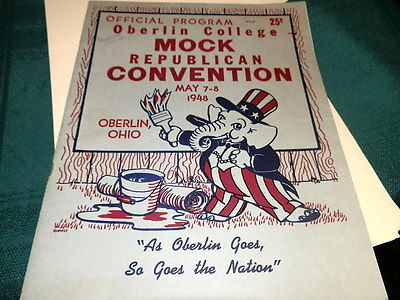 OFFICIAL PROGRAM
25¢
Oberlin College
MOCK
REPUBLICAN
CONVENTION
MAY 7-8
1948
OBERLIN,
OHIO
"As Oberlin Goes,
So Goes the Nation"